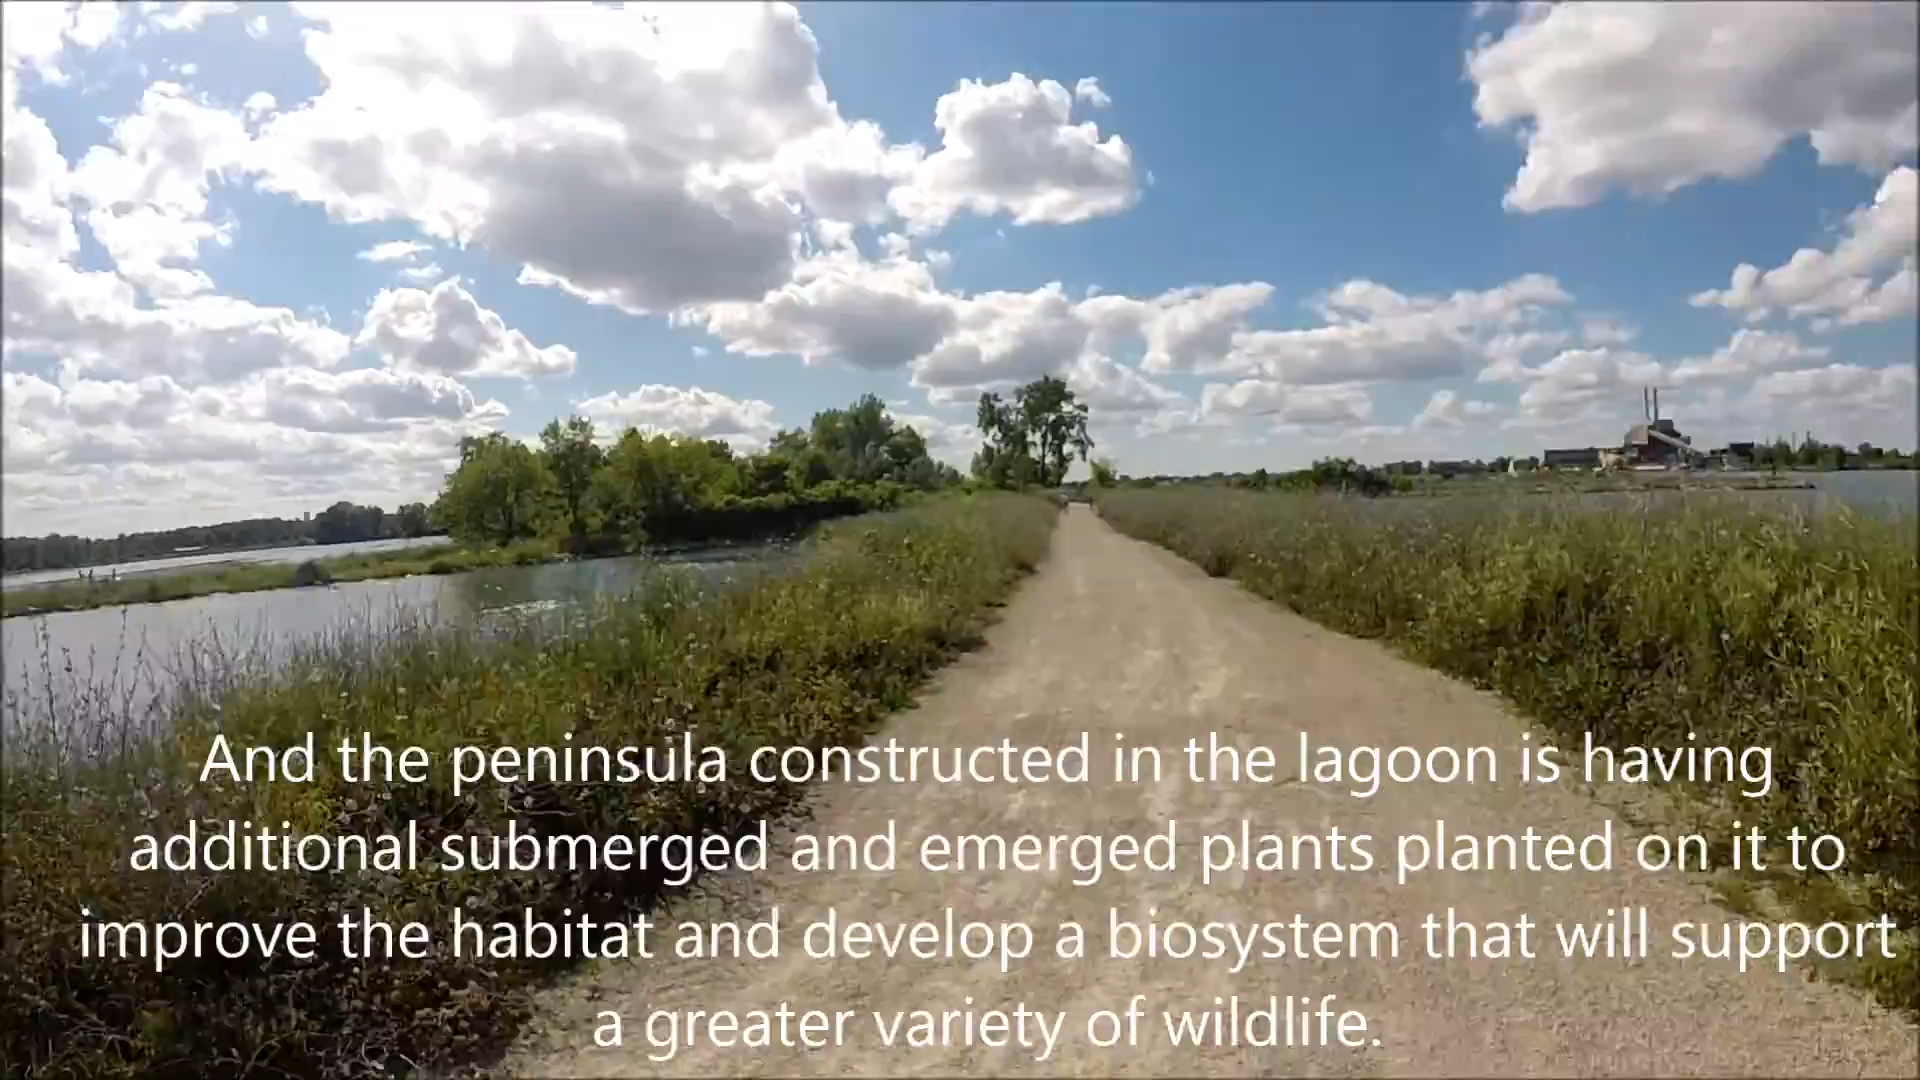 And the peninsula constructed in the lagoon is having
additional submerged and emerged plants planted on it to
improve the habitat and develop a biosystem that will support
a greater variety of wildlife.